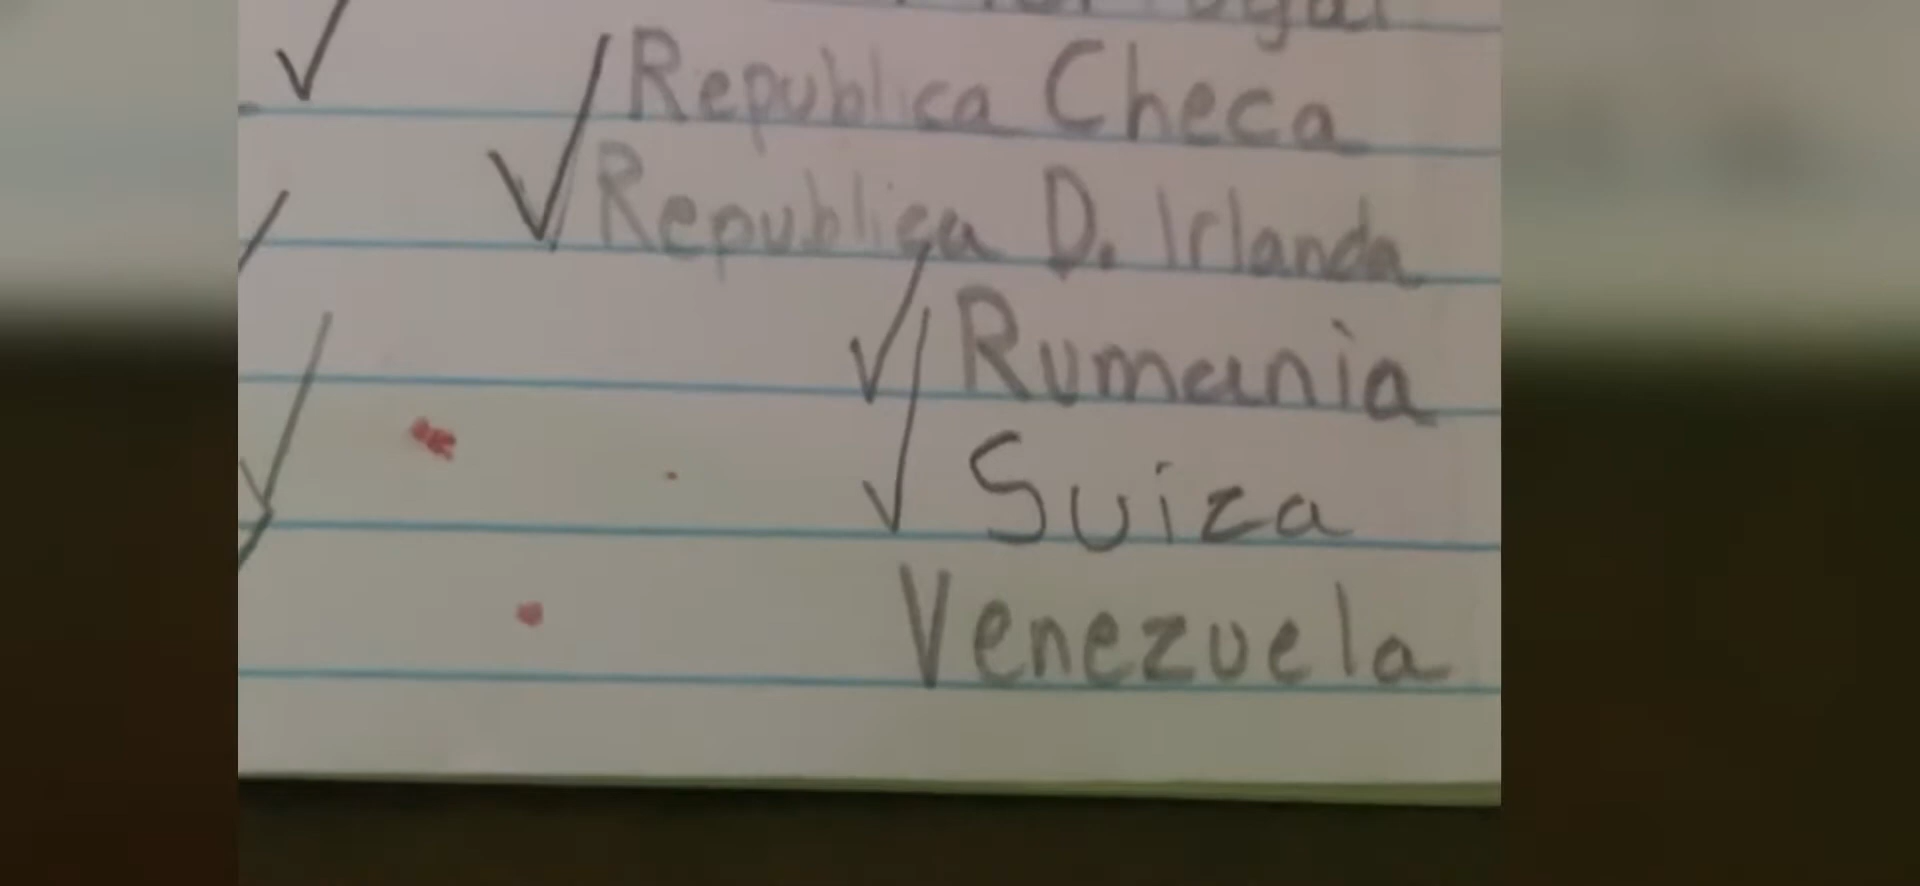 Republica Checa
Republica D. Irlanda
Rumania
Suiza
Venezuela